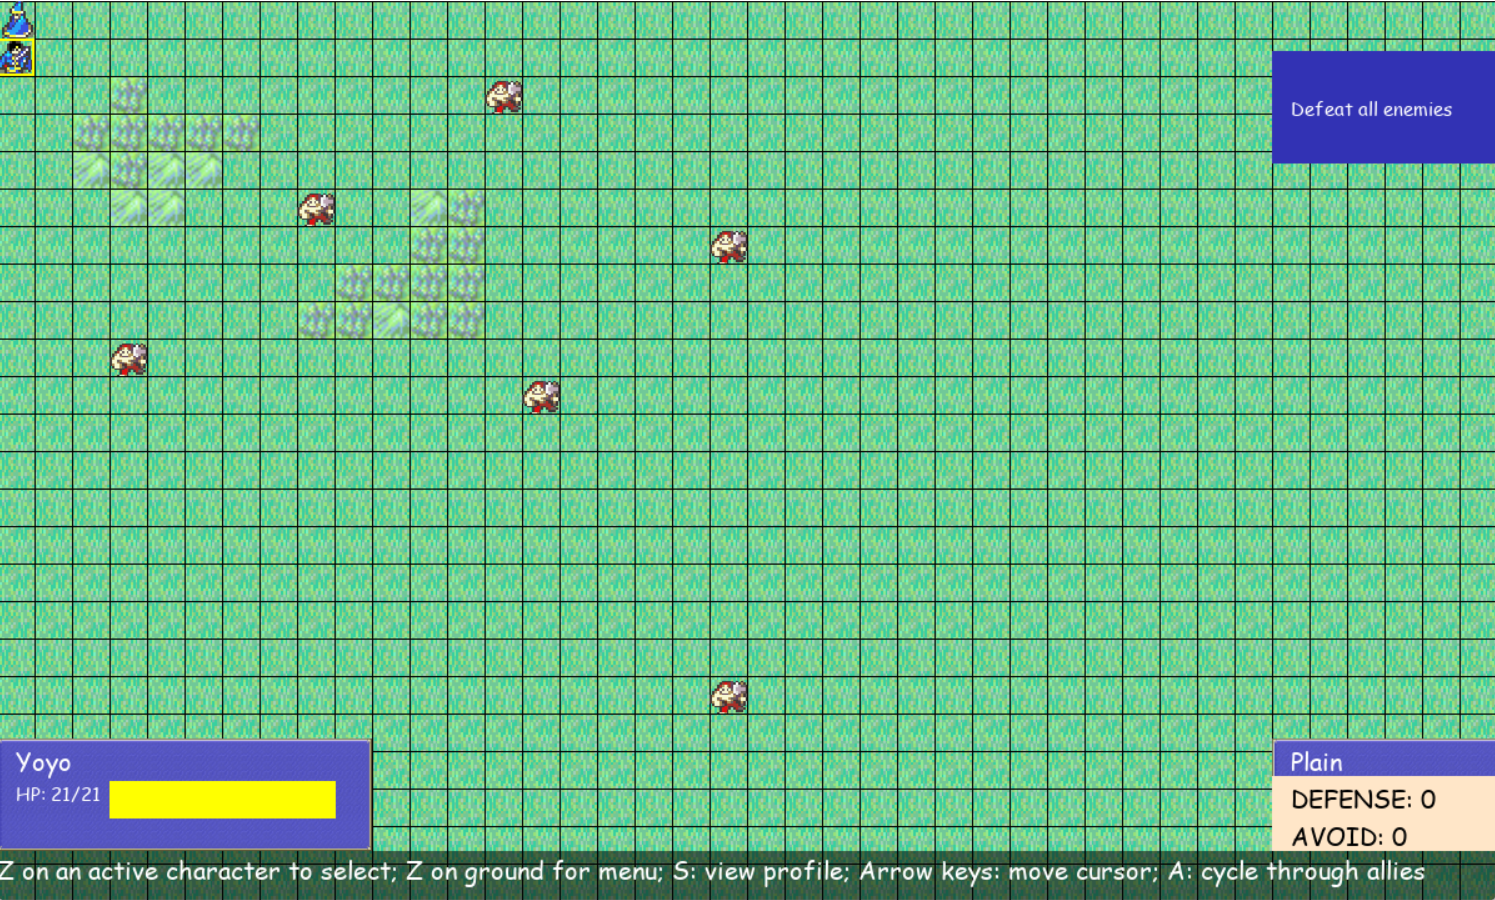 Defeat all enemies
Yoyo
HP: 21/21
Plain
DEFENSE: 0
AVOID: 0
Z on an active character to select; Z on ground for menu; S: view profile; Arrow keys: move cursor; A: cycle through allies